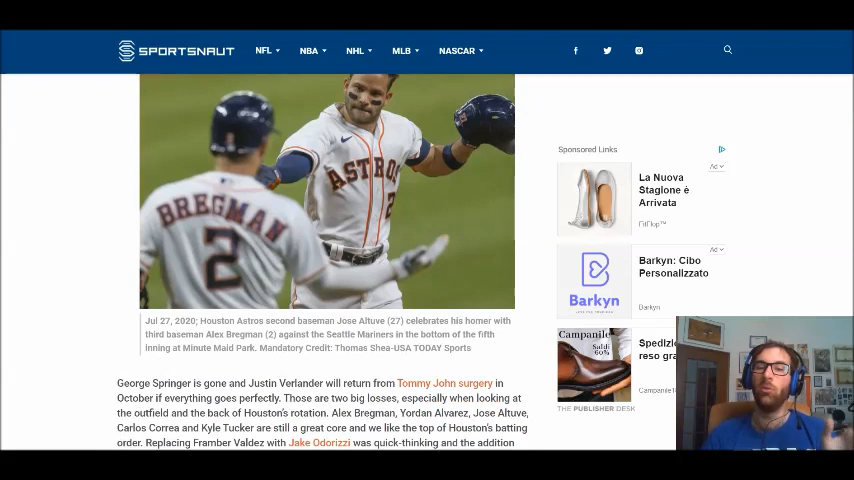 SPORTSNAUT
NFL
NBA
NHL
MLB
NASCAR
ASTROS
BREGMAN
2
Jul 27, 2020; Houston Astros second baseman Jose Altuve (27) celebrates his homer with
third baseman Alex Bregman (2) against the Seattle Mariners in the bottom of the fifth
inning at Minute Maid Park. Mandatory Credit: Thomas Shea-USA TODAY Sports
George Springer is gone and Justin Verlander will return from Tommy John surgery in
October if everything goes perfectly. Those are two big losses, especially when looking at
the outfield and the back of Houston's rotation. Alex Bregman, Yordan Alvarez, Jose Altuve,
Carlos Correa and Kyle Tucker are still a great core and we like the top of Houston's batting
order. Replacing Framber Valdez with Jake Odorizzi was quick-thinking and the addition
Sponsored Links
Ad
La Nuova
Stagione è
Arrivata
FitFlop™
Ad
Barkyn: Cibo
Personalizzato
Barkyn
Barkyn
Campanile
Saldi
60%
Spedizi
reso gra
Campanile
THE PUBLISHER DESK